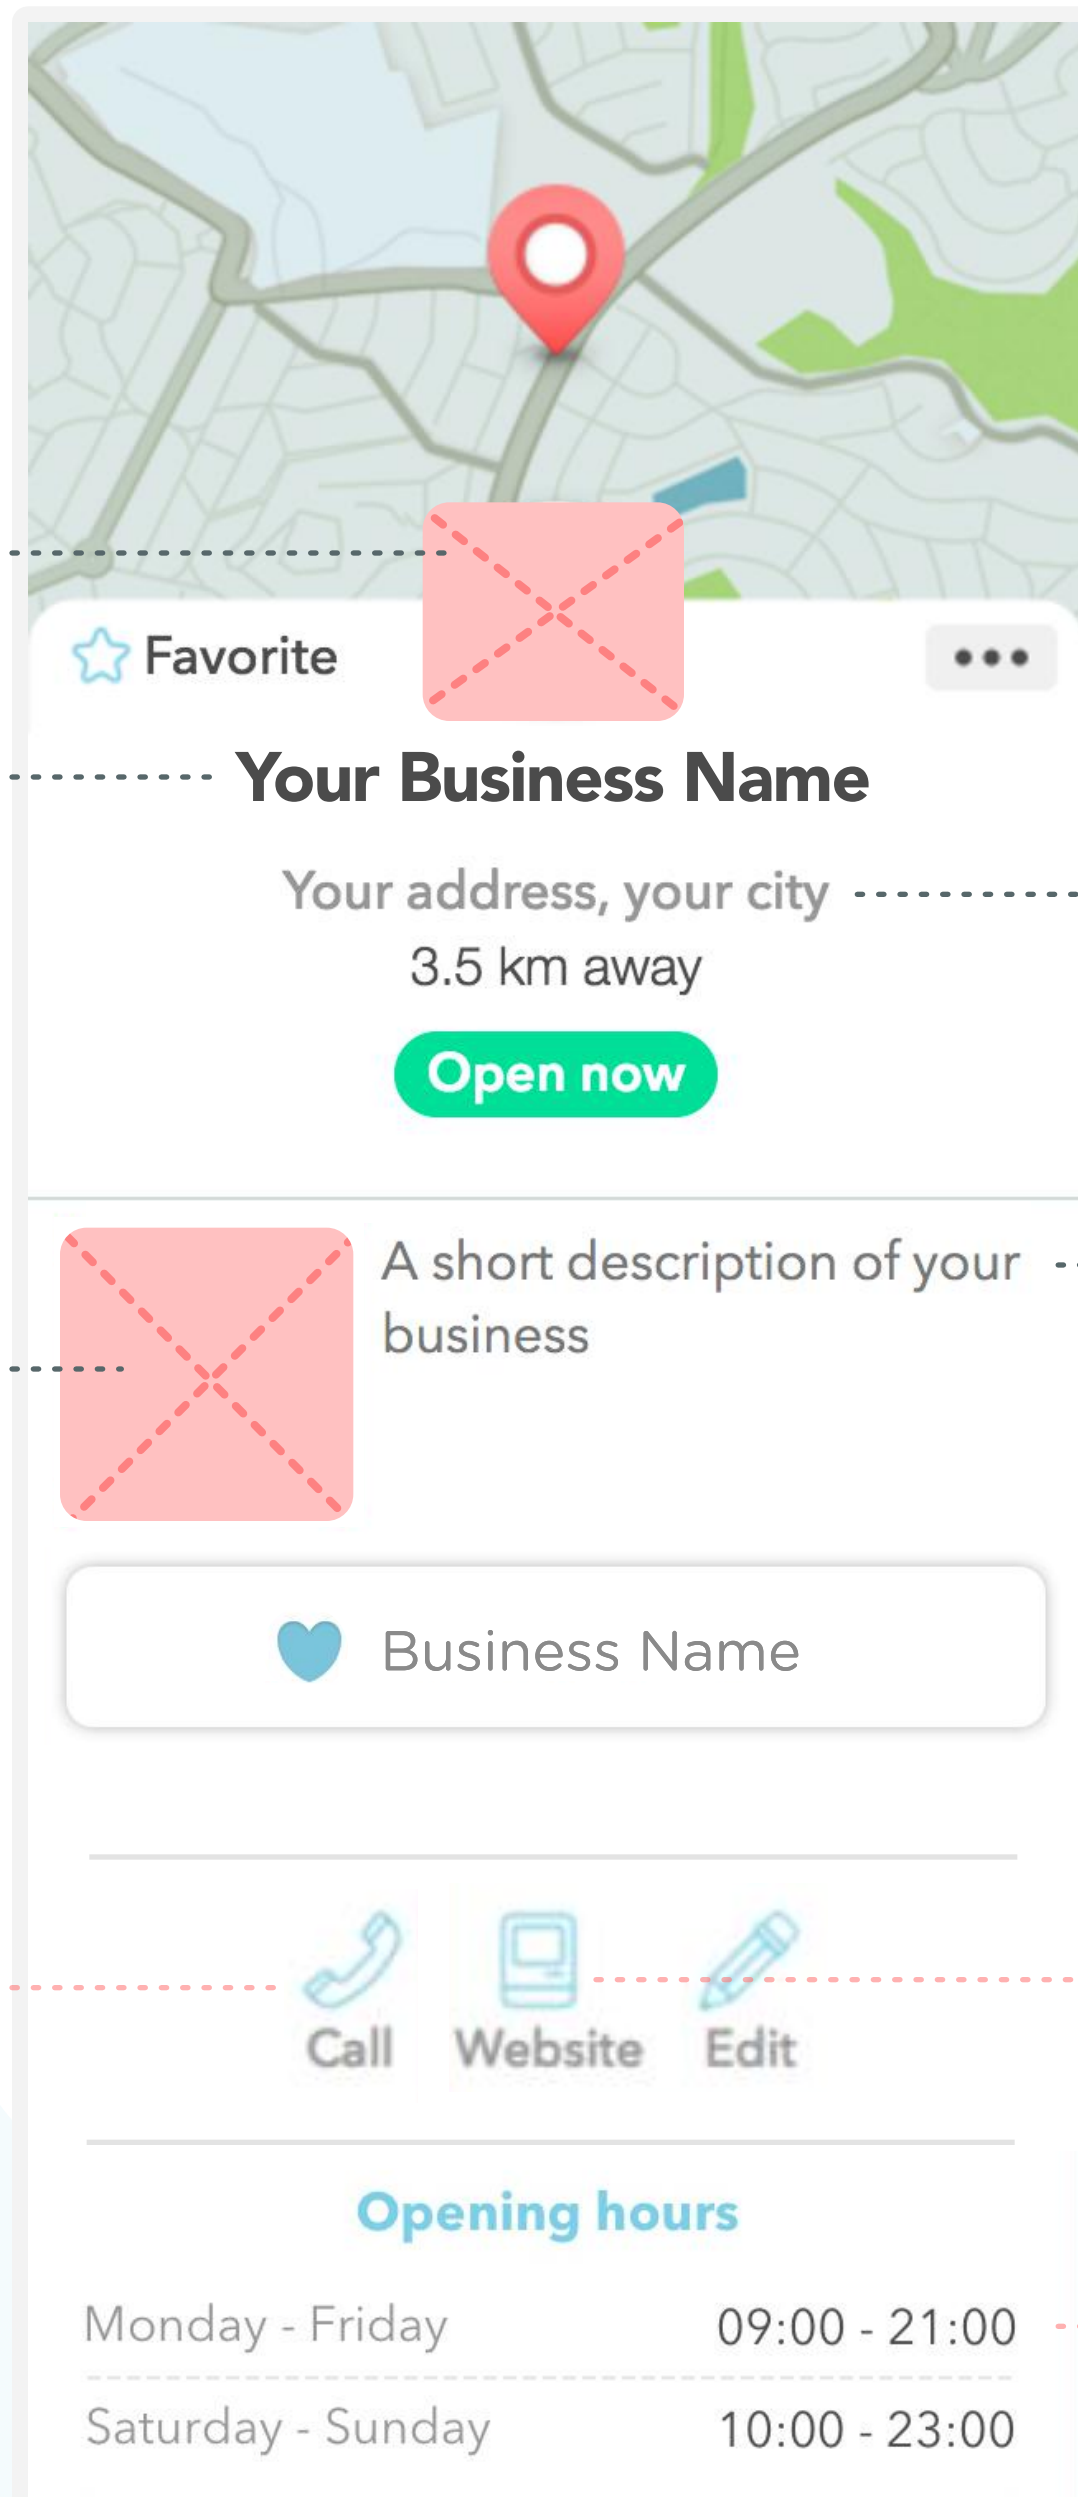 Favorite
Your Business Name
Your address, your city
3.5 km away
Open now
A short description of your
business
Business Name
Call Website Edit
Opening hours
Monday - Friday 09:00 - 21:00
Saturday - Sunday 10:00 - 23:00